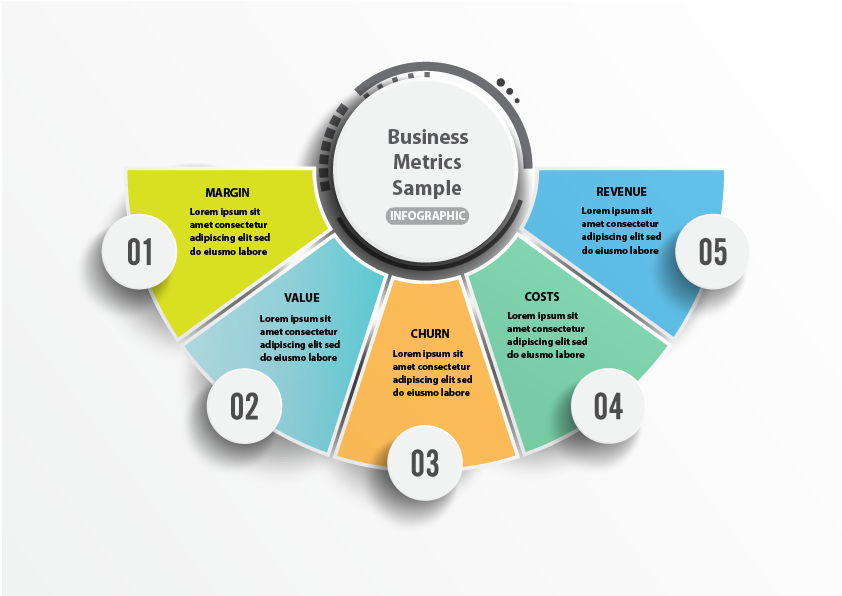 Business
Metrics
Sample
INFOGRAPHIC
MARGIN
Lorem ipsum sit
amet consectetur
adipiscing elit sed
do eiusmo labore
01
VALUE
Lorem ipsum sit
amet consectetur
adipiscing elit sed
do eiusmo labore
02
CHURN
Lorem ipsum sit
amet consectetur
adipiscing elit sed
do eiusmo labore
03
COSTS
Lorem ipsum sit
amet consectetur
adipiscing elit sed
do eiusmo labore
04
REVENUE
Lorem ipsum sit
amet consectetur
adipiscing elit sed
do eiusmo labore
05